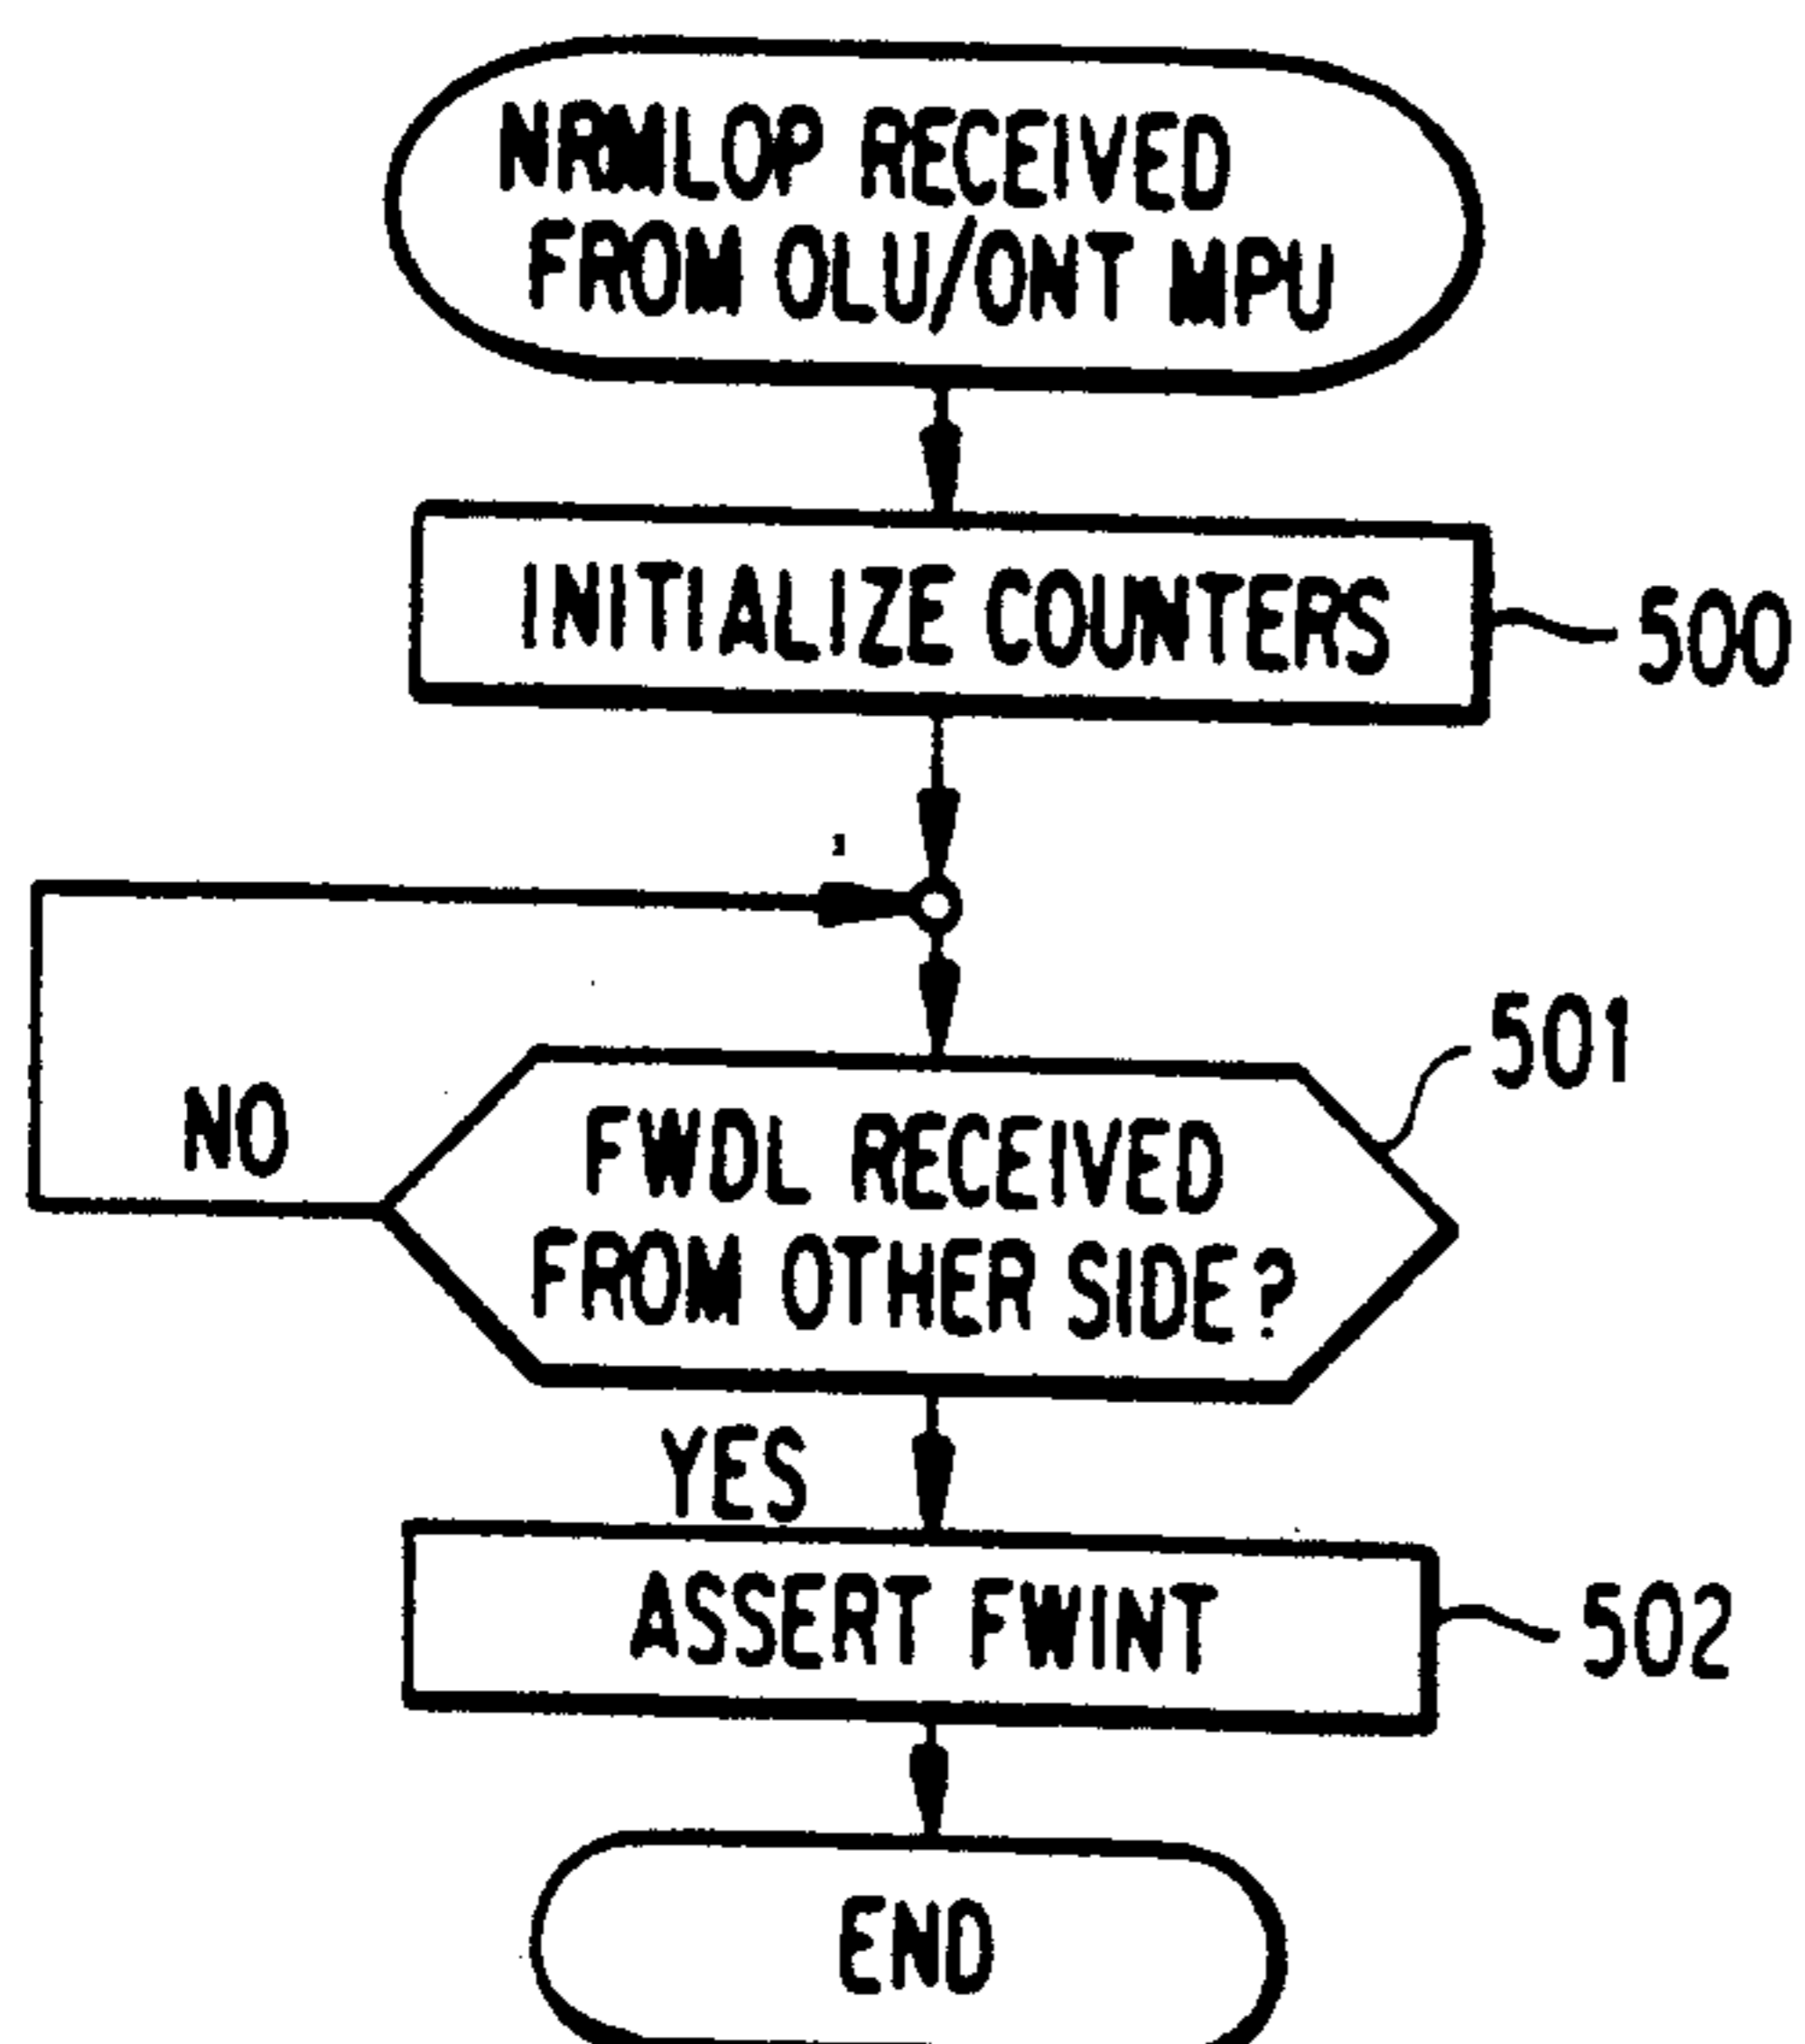 NRMLOP RECEIVED
FROM OLU/ONT MPU
INITIALIZE COUNTERS
500
501
NO
FWDL RECEIVED
FROM OTHER SIDE?
YES
ASSERT FWINT
502
END